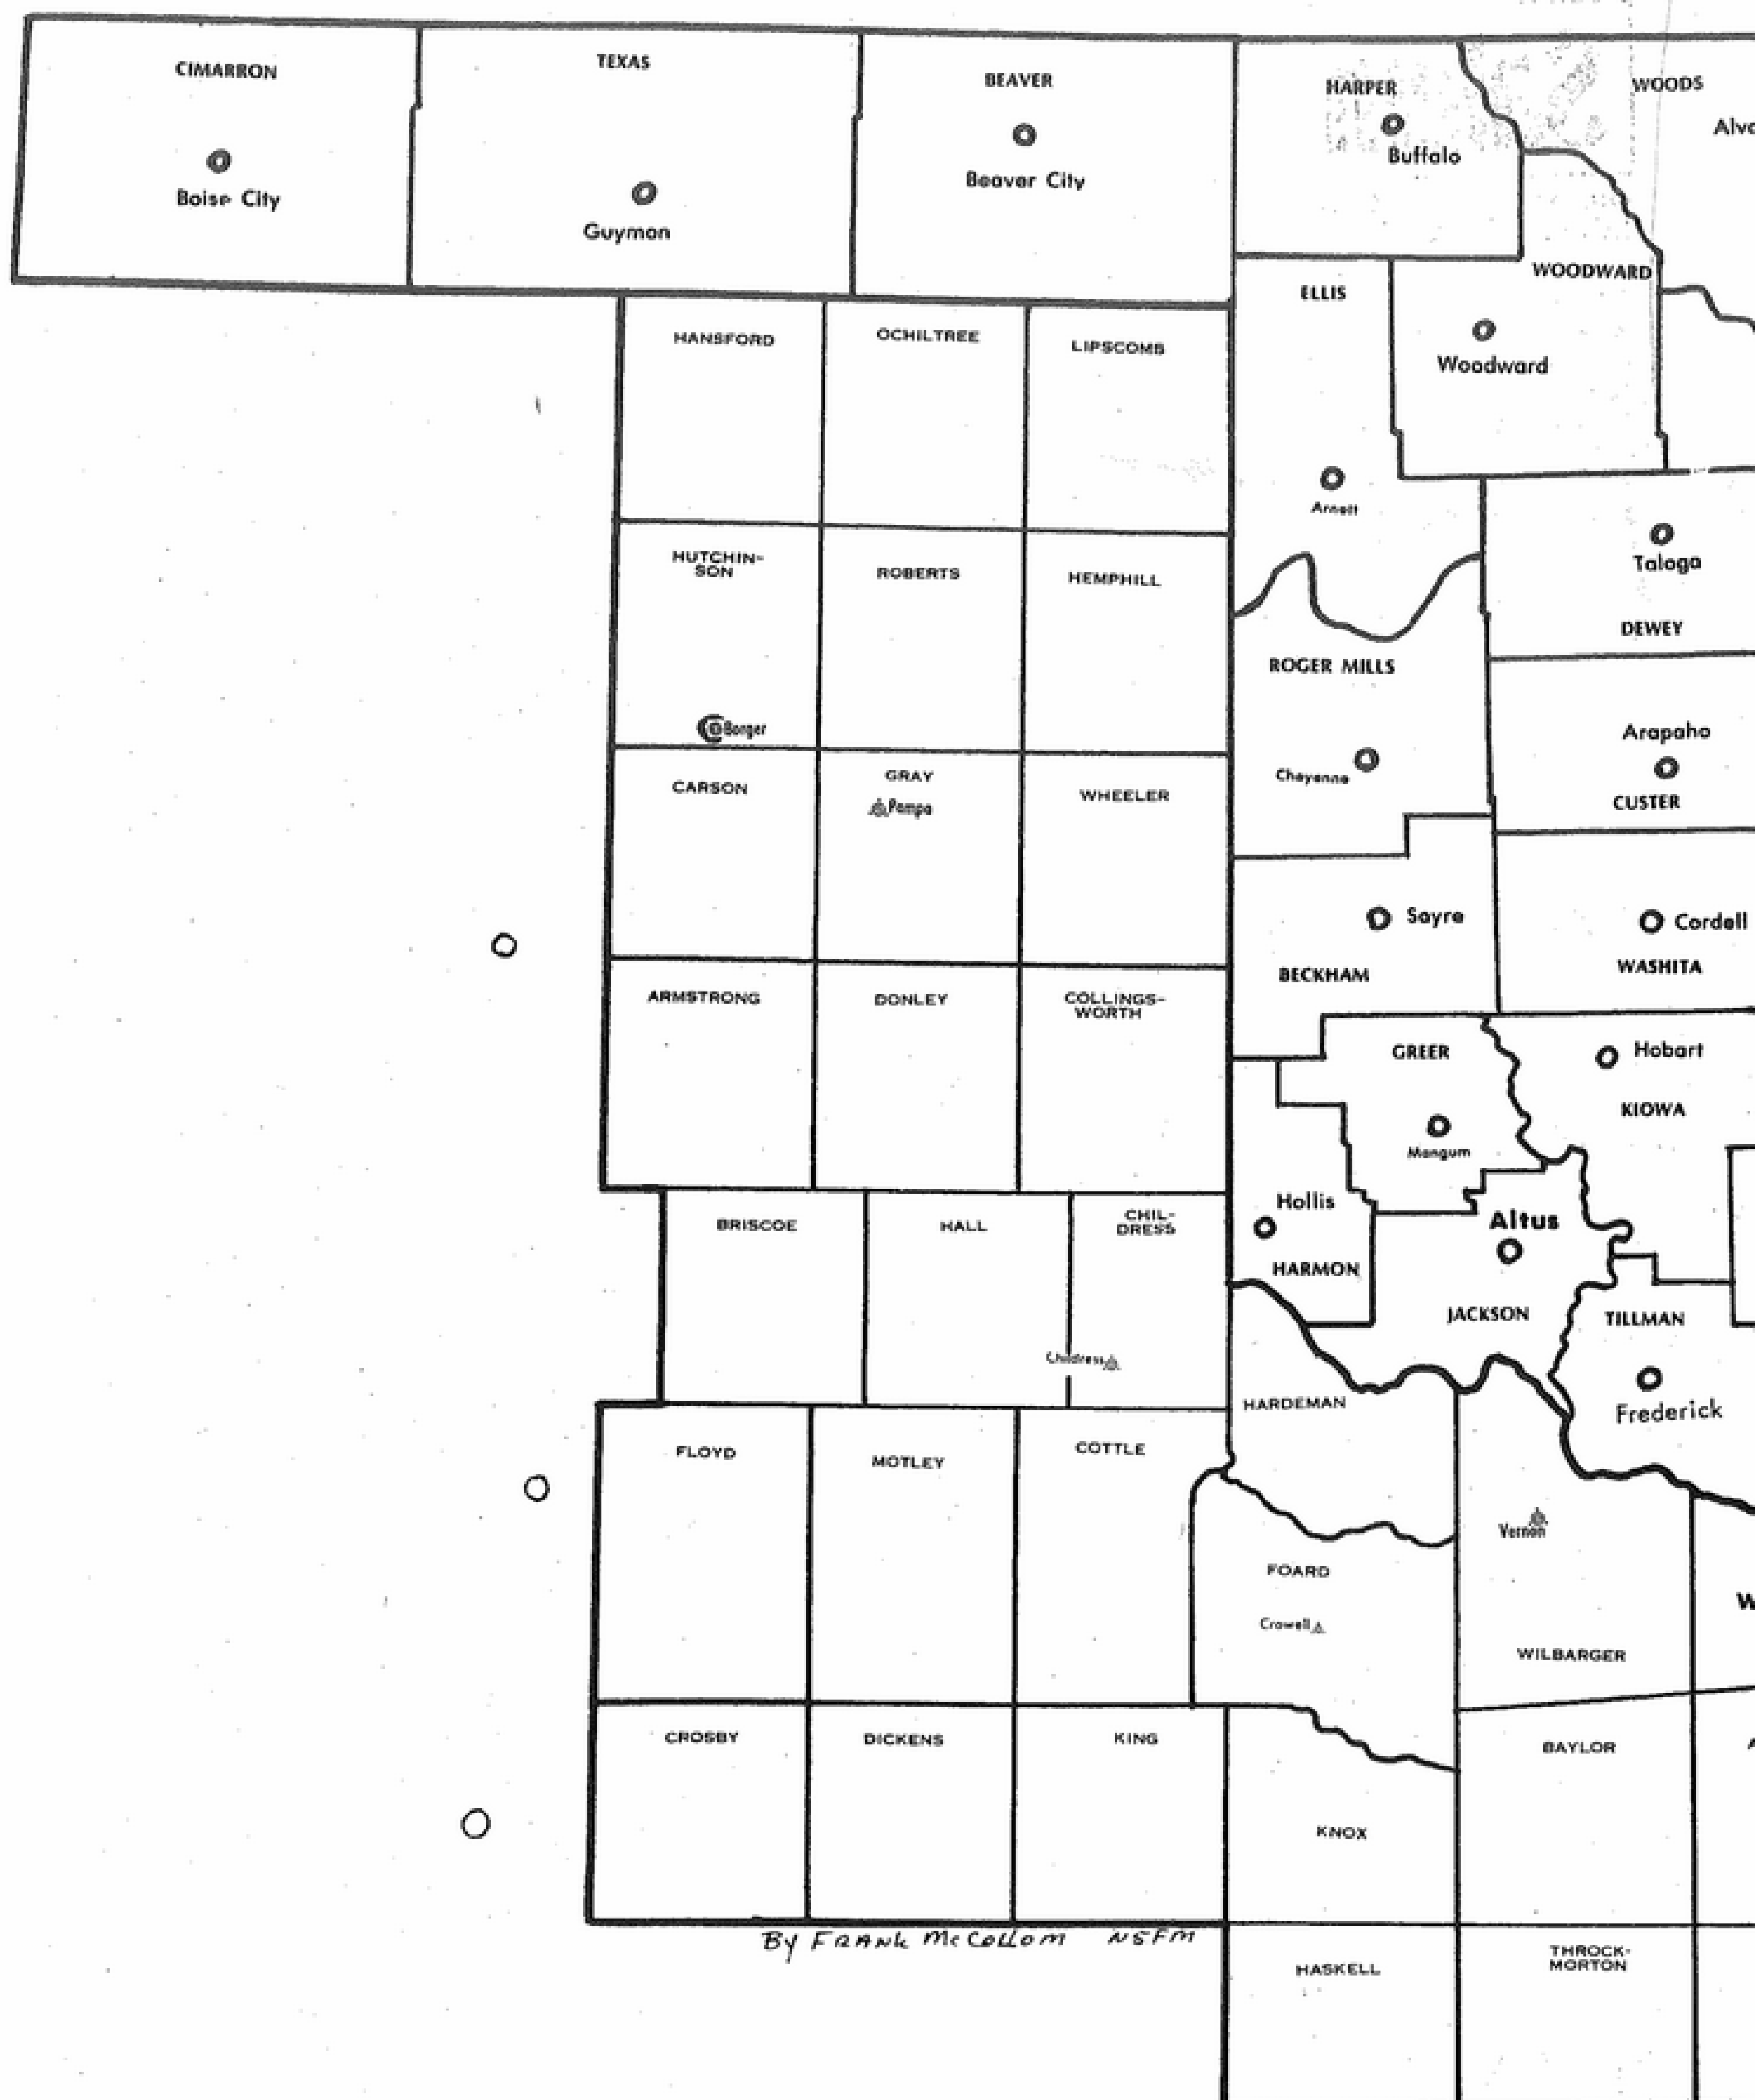 CIMARRON
TEXAS
BEAVER
HARPER
WOODS
Boise City
Guymon
Beaver City
Buffalo
WOODWARD
ELLIS
Woodward
Arnett
HANSFORD
OCHILTREE
LIPSCOMB
HUTCHIN-
SON
ROBERTS
HEMPHILL
Taloga
DEWEY
ROGER MILLS
Borger
Cheyenne
Arapaho
CUSTER
CARSON
GRAY
Pampa
WHEELER
Sayre
Cordell
BECKHAM
WASHITA
ARMSTRONG
DONLEY
COLLINGS-
WORTH
GREER
Hobart
KIOWA
Mangum
Hollis
Altus
HARMON
JACKSON
TILLMAN
Frederick
BRISCOE
HALL
CHIL-
DRESS
Childress
HARDEMAN
FLOYD
MOTLEY
COTTLE
Vernon
FOARD
Crowell
WILBARGER
CROSBY
DICKENS
KING
KNOX
BAYLOR
By FRANK McCollom NSFM
HASKELL
THROCK-
MORTON